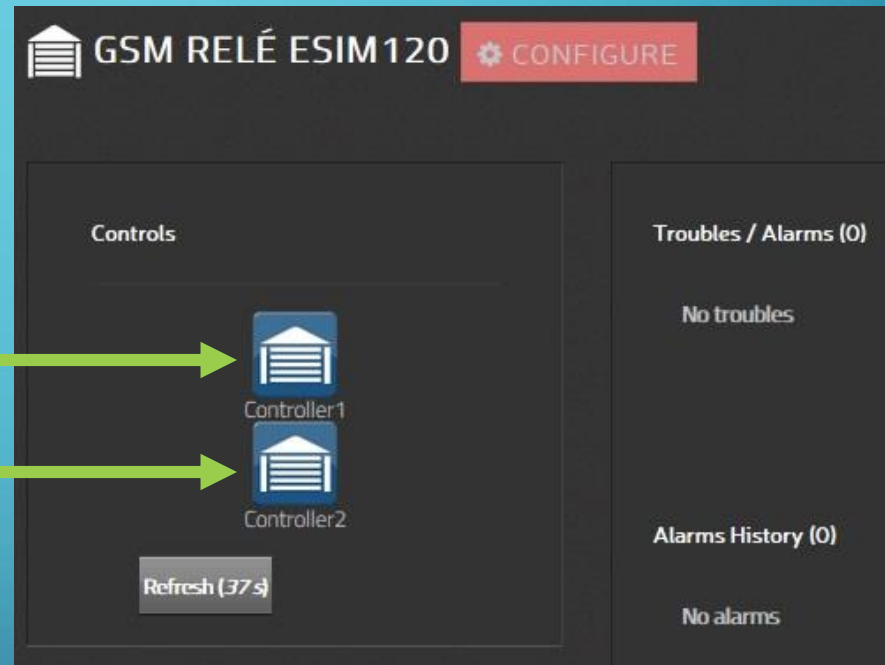 GSM RELÉ ESIM120
CONFIGURE
Controls
Controller1
Controller2
Refresh (37 s)
Troubles / Alarms (0)
No troubles
Alarms History (0)
No alarms